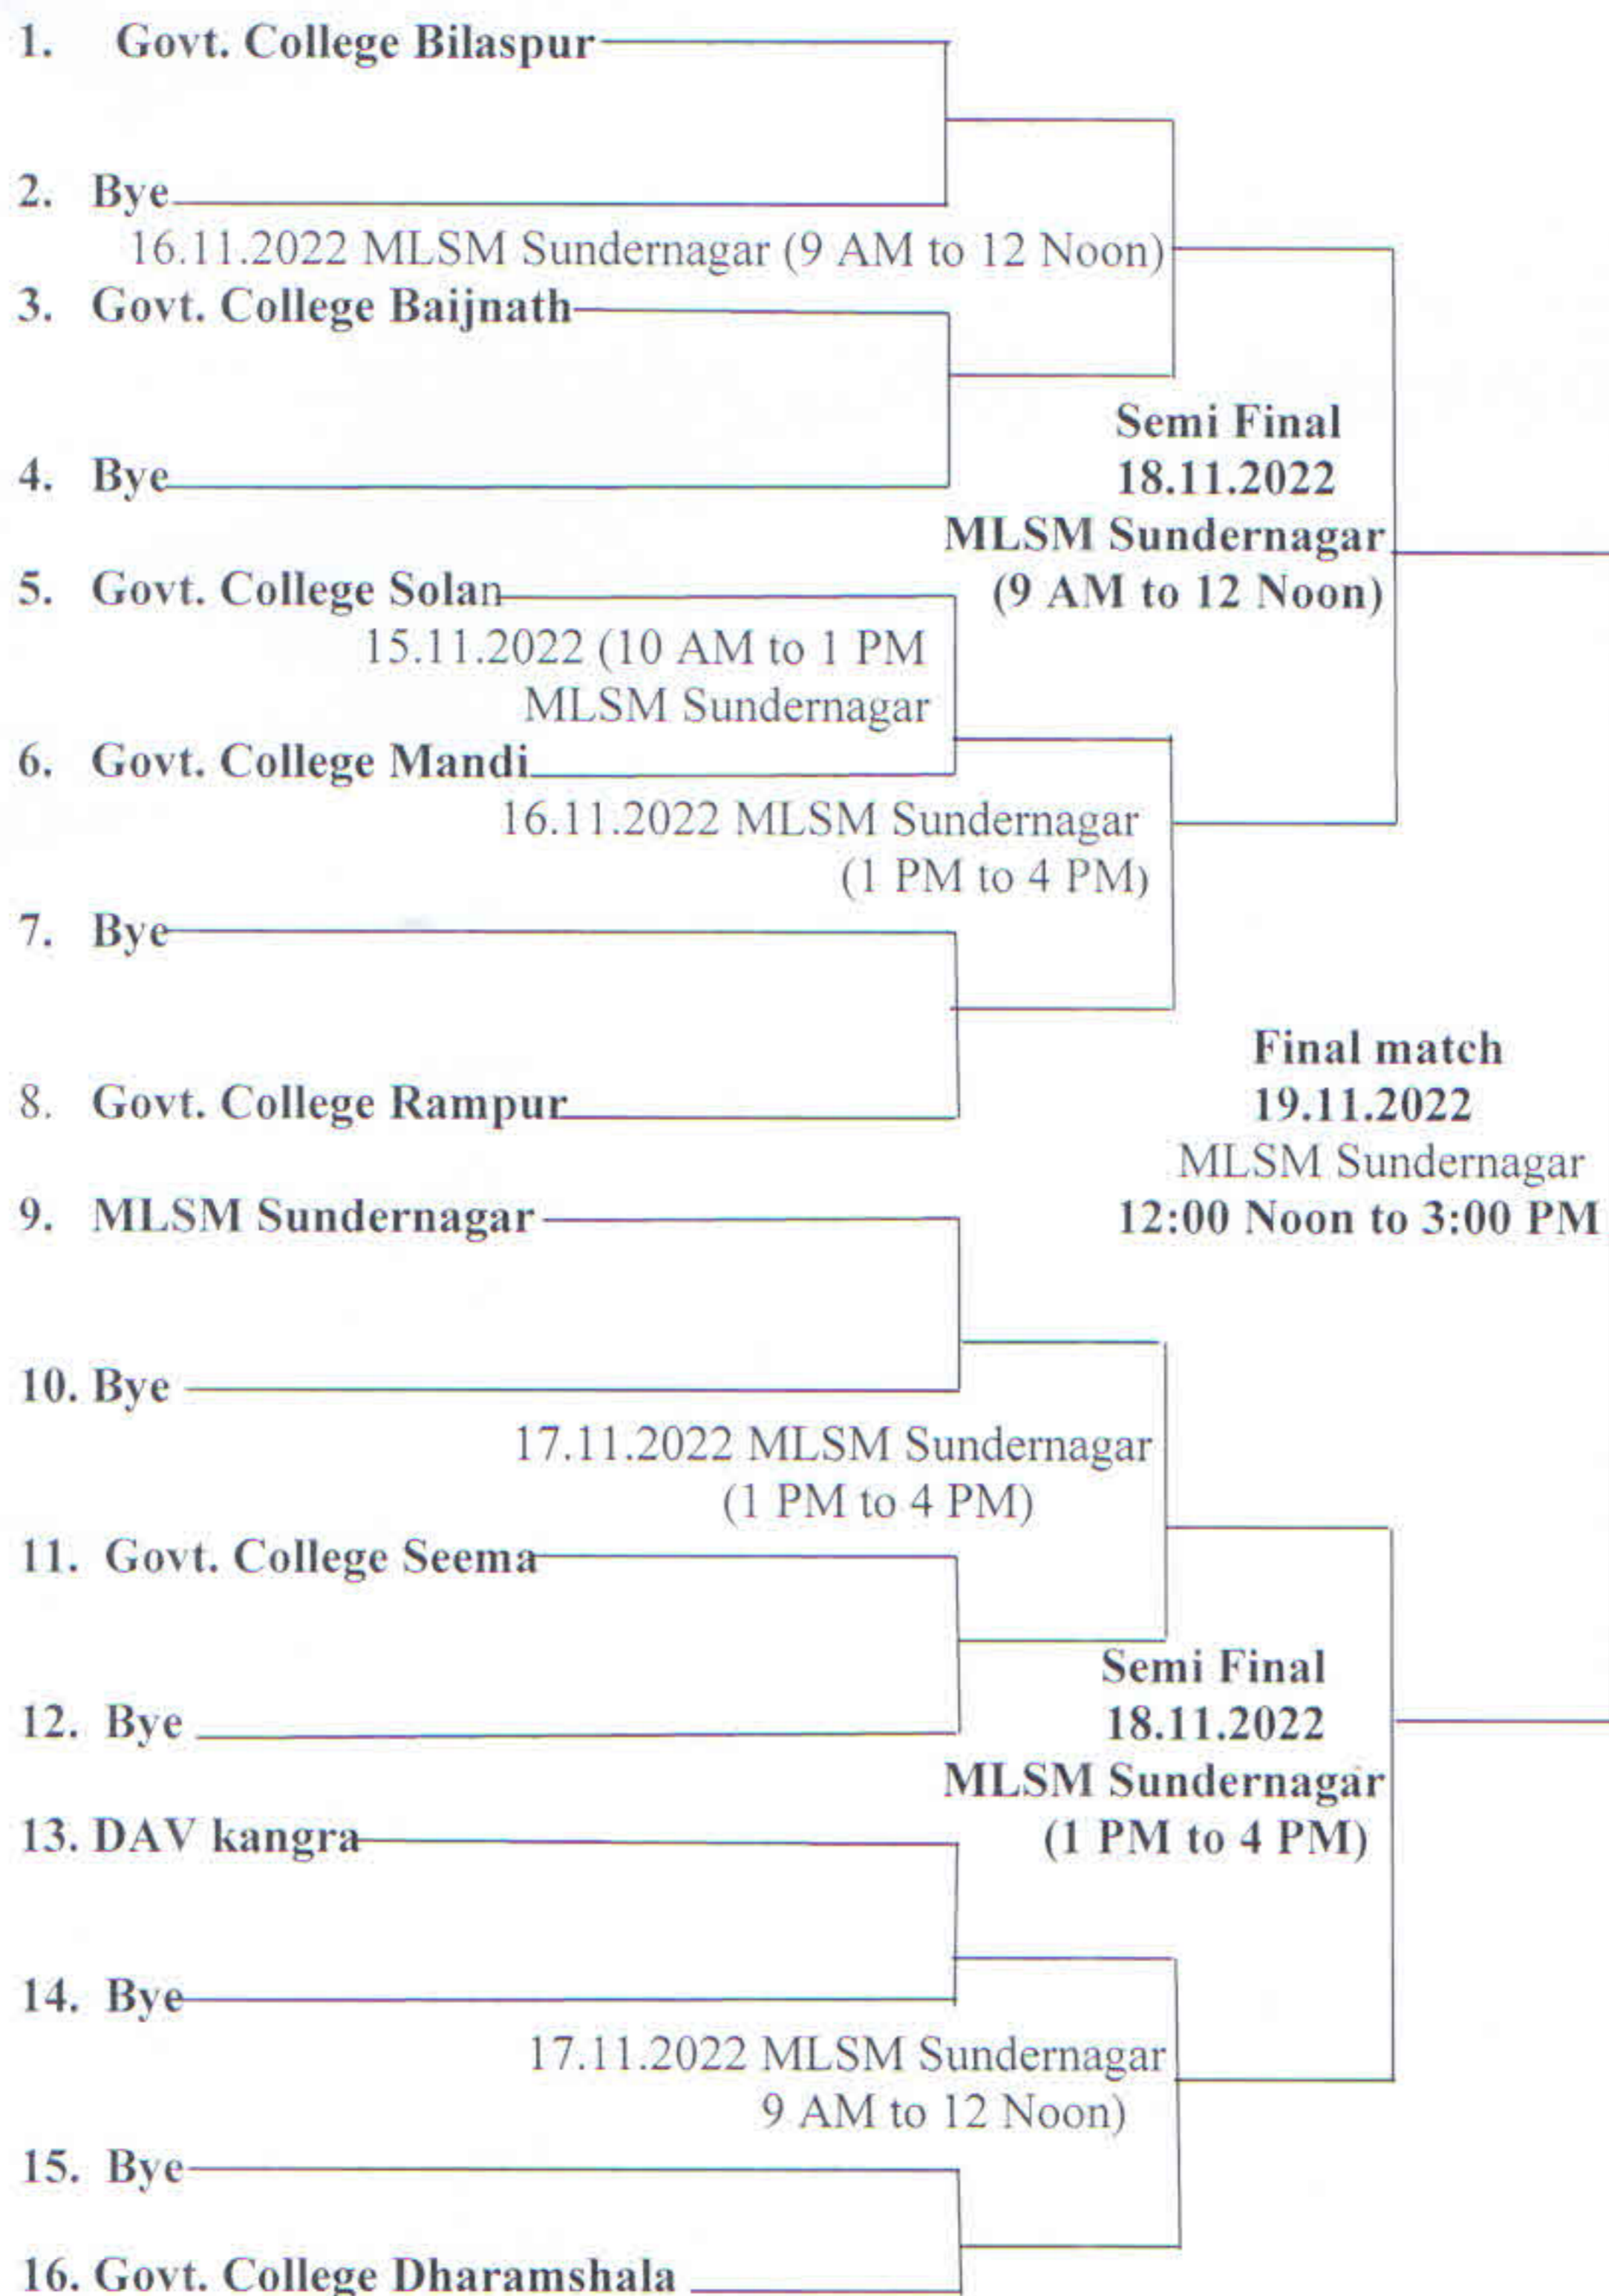 1. Govt. College Bilaspur
2. Bye
16.11.2022 MLSM Sundernagar (9 AM to 12 Noon)
3. Govt. College Baijnath
Semi Final
18.11.2022
4. Bye
MLSM Sundernagar
(9 AM to 12 Noon)
5. Govt. College Solan
15.11.2022 (10 AM to 1 PM
MLSM Sundernagar
6. Govt. College Mandi
16.11.2022 MLSM Sundernagar
(1 PM to 4 PM)
7. Bye
Final match
19.11.2022
MLSM Sundernagar
12:00 Noon to 3:00 PM
8. Govt. College Rampur
9. MLSM Sundernagar
10. Bye
17.11.2022 MLSM Sundernagar
(1 PM to 4 PM)
11. Govt. College Seema
Semi Final
18.11.2022
MLSM Sundernagar
(1 PM to 4 PM)
12. Bye
13. DAV kangra
14. Bye
17.11.2022 MLSM Sundernagar
9 AM to 12 Noon)
15. Bye
16. Govt. College Dharamshala